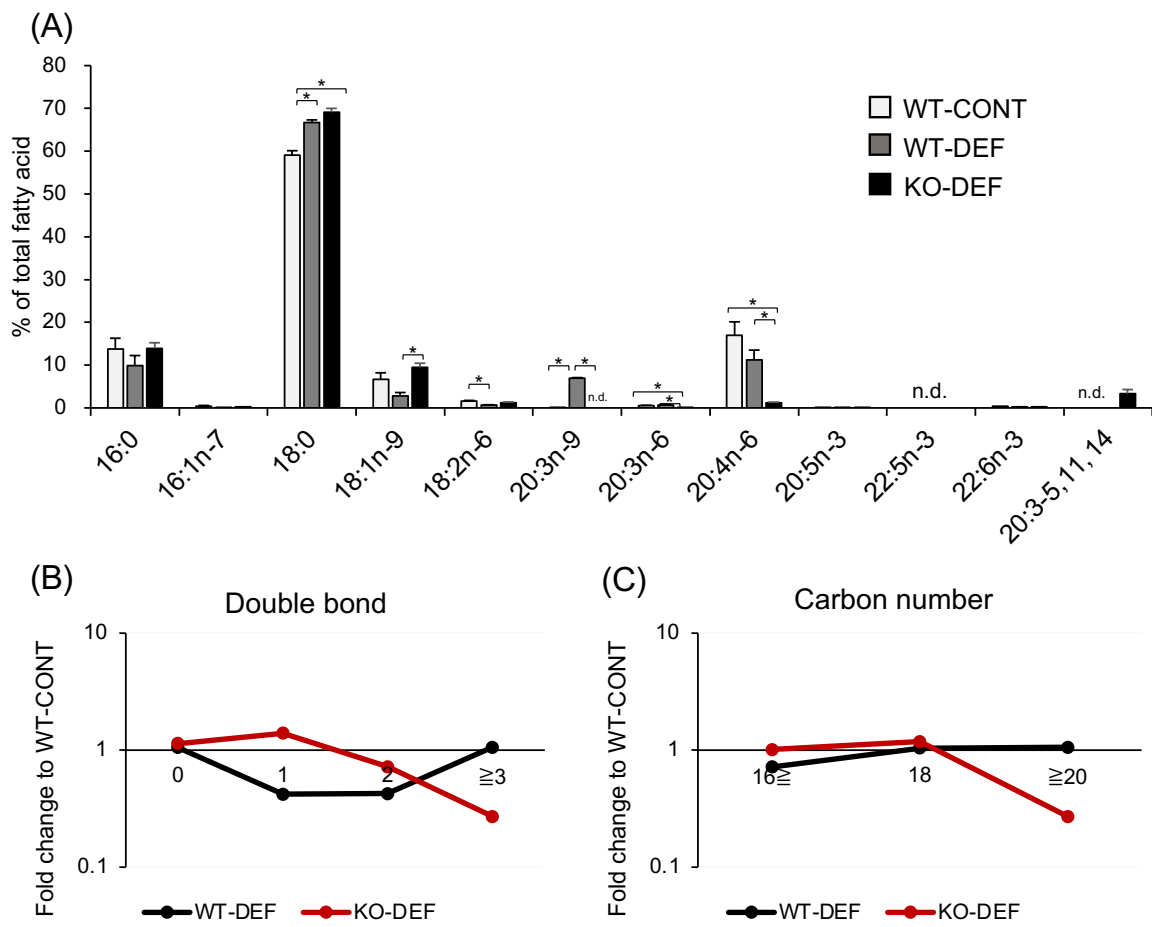 (A)
% of total fatty acid
80
70
60
50
40
30
20
10
0
WT-CONT
WT-DEF
KO-DEF
*
*
*
*
*
*
n.d.
*
*
*
*
n.d.
n.d.
16:0
16:1n-7
18:0
18:1n-9
18:2n-6
20:3n-9
20:3n-6
20:4n-6
20:5n-3
22:5n-3
22:6n-3
20:3-5,11, 14
(B)
Double bond
Fold change to WT-CONT
10
1
0.1
0
1
2
≧3
WT-DEF
KO-DEF
(C)
Carbon number
Fold change to WT-CONT
10
1
0.1
16≧
18
≧20
WT-DEF
KO-DEF